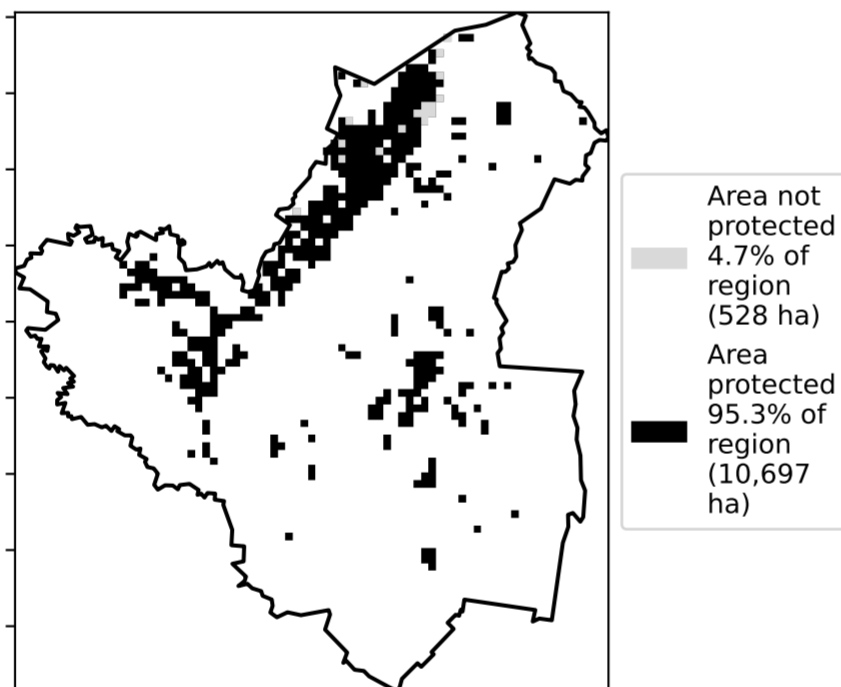 Area not
protected
4.7% of
region
(528 ha)
Area
protected
95.3% of
region
(10,697
ha)